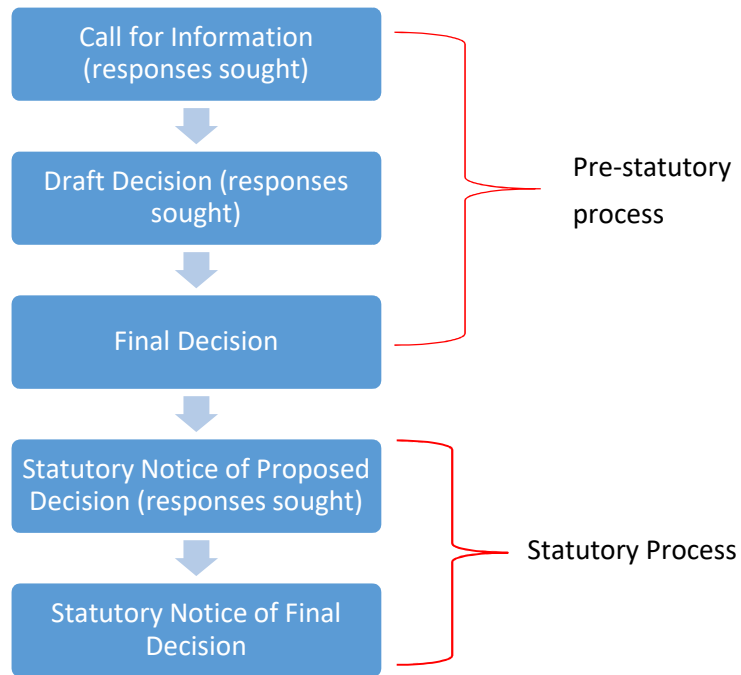 Call for Information
(responses sought)
Draft Decision (responses
sought)
Final Decision
Pre-statutory
process
Statutory Notice of Proposed
Decision (responses sought)
Statutory Notice of Final
Decision
Statutory Process